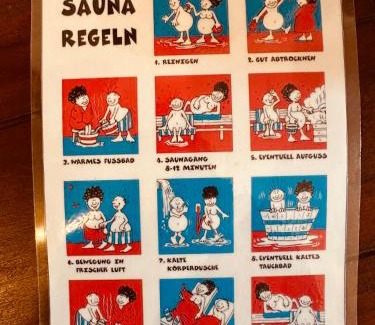 SAUNA
REGELN
1. REINIGEN
2. GUT ABTROCKNEN
3. WARMES FUSSBAD
4. SAUNAGANG
8-12 MINUTEN
5. EVENTUELL AUFGUSS
6. BEWEGUNG IN
FRISCHER LUFT
7. KALTE
KÖRPERDUSCHE
8. EVENTUELL KALTES
TAUCHBAD